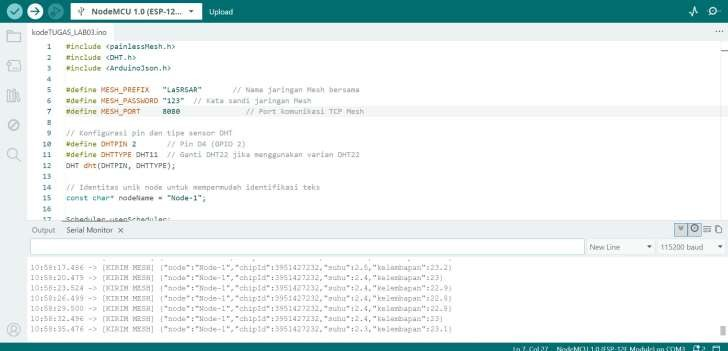 NodeMCU 1.0 (ESP-12...
Upload
kodeTUGAS_LAB03.ino
1 #include <painlessMesh.h>
2 #include <DHT.h>
3 #include <ArduinoJson.h>
4
5 #define MESH_PREFIX "LaSRSAR" // Nama jaringan Mesh bersama
6 #define MESH_PASSWORD "123" // Kata sandi jaringan Mesh
7 #define MESH_PORT 8080 // Port komunikasi TCP Mesh
8
9 // Konfigurasi pin dan tipe sensor DHT
10 #define DHTPIN 2 // Pin D4 (GPIO 2)
11 #define DHTTYPE DHT11 // Ganti DHT22 jika menggunakan varian DHT22
12 DHT dht(DHTPIN, DHTTYPE);
13
14 // Identitas unik node untuk mempermudah identifikasi teks
15 const char* nodeName = "Node-1";
16
17 Scheduler userScheduler;
Output Serial Monitor
New Line 115200 baud
10:58:17.486 -> [KIRIM MESH] {"node":"Node-1","chipId":3951427232,"suhu":2.5,"kelembapan":23.2}
10:58:20.479 -> [KIRIM MESH] {"node":"Node-1","chipId":3951427232,"suhu":2.4,"kelembapan":23}
10:58:23.524 -> [KIRIM MESH] {"node":"Node-1","chipId":3951427232,"suhu":2.4,"kelembapan":22.9}
10:58:26.499 -> [KIRIM MESH] {"node":"Node-1","chipId":3951427232,"suhu":2.4,"kelembapan":22.8}
10:58:29.500 -> [KIRIM MESH] {"node":"Node-1","chipId":3951427232,"suhu":2.4,"kelembapan":22.8}
10:58:32.496 -> [KIRIM MESH] {"node":"Node-1","chipId":3951427232,"suhu":2.4,"kelembapan":23}
10:58:35.476 -> [KIRIM MESH] {"node":"Node-1","chipId":3951427232,"suhu":2.3,"kelembapan":23.1}
Ln 7, Col 27 NodeMCU 1.0 (ESP-12E Module) on COM3 2